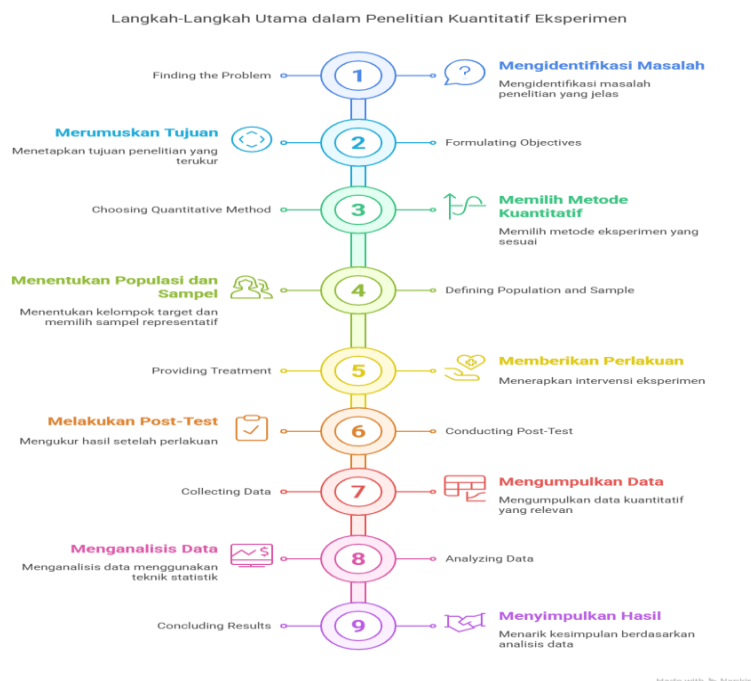 Langkah-Langkah Utama dalam Penelitian Kuantitatif Eksperimen
Finding the Problem
1
Mengidentifikasi Masalah
Mengidentifikasi masalah
penelitian yang jelas
Merumuskan Tujuan
Menetapkan tujuan penelitian yang
terukur
2
Formulating Objectives
Choosing Quantitative Method
3
Memilih Metode
Kuantitatif
Memilih metode eksperimen yang
sesuai
Menentukan Populasi dan
Sampel
Menentukan kelompok target dan
memilih sampel representatif
4
Defining Population and Sample
Providing Treatment
5
Memberikan Perlakuan
Menerapkan intervensi eksperimen
Melakukan Post-Test
Mengukur hasil setelah perlakuan
6
Conducting Post-Test
Collecting Data
7
Mengumpulkan Data
Mengumpulkan data kuantitatif
yang relevan
Menganalisis Data
Menganalisis data menggunakan
teknik statistik
8
Analyzing Data
Concluding Results
9
Menyimpulkan Hasil
Menarik kesimpulan berdasarkan
analisis data